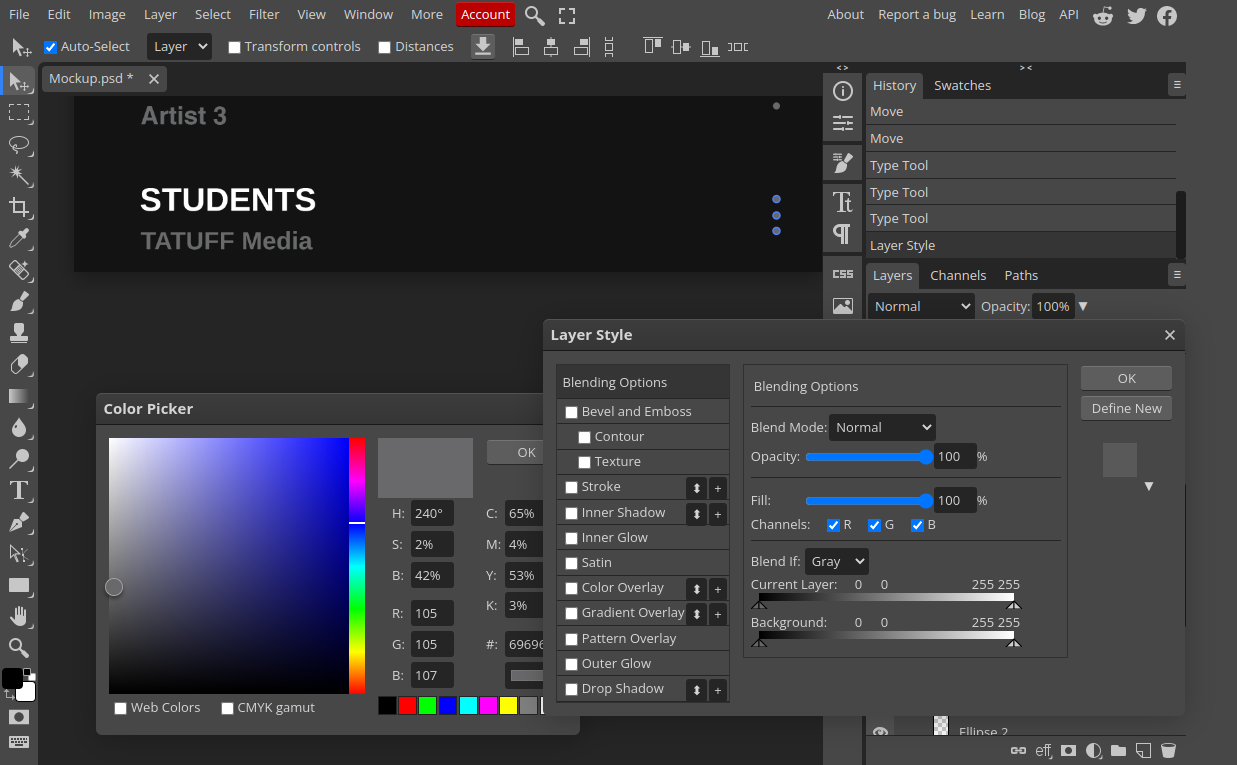 File Edit Image Layer Select Filter View Window More Account About Report a bug Learn Blog API
Auto-Select Layer Transform controls Distances
Mockup.psd *
Artist 3
STUDENTS
TATUFF Media
< >
> <
History Swatches
Move
Move
Type Tool
Type Tool
Type Tool
Layer Style
CSS
Layers Channels Paths
Normal Opacity: 100%
Color Picker
OK
H: 240° C: 65%
S: 2% M: 4%
B: 42% Y: 53%
K: 3%
R: 105
G: 105 #: 69696
B: 107
Web Colors CMYK gamut
Layer Style
Blending Options
Bevel and Emboss
Contour
Texture
Stroke +
Inner Shadow +
Inner Glow
Satin
Color Overlay +
Gradient Overlay +
Pattern Overlay
Outer Glow
Drop Shadow +
Blending Options
Blend Mode: Normal
Opacity: 100 %
Fill: 100 %
Channels: R G B
Blend If: Gray
Current Layer: 0 0 255 255
Background: 0 0 255 255
OK
Define New
Ellipse 2
eff